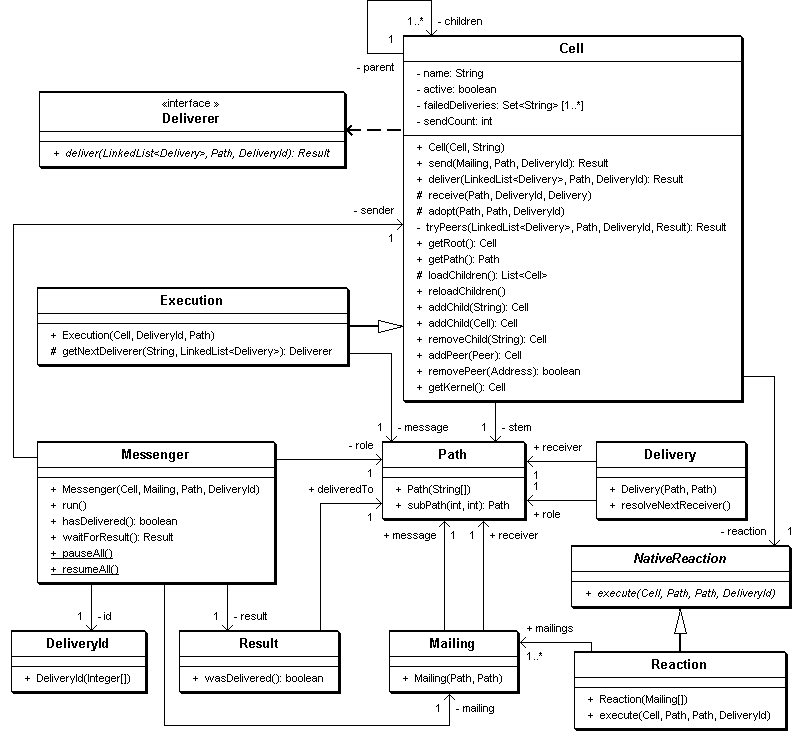 1..* - children
1
- parent
Cell
- name: String
- active: boolean
- failedDeliveries: Set<String> [1..*]
- sendCount: int
+ Cell(Cell, String)
+ send(Mailing, Path, DeliveryId): Result
+ deliver(LinkedList<Delivery>, Path, DeliveryId): Result
# receive(Path, DeliveryId, Delivery)
# adopt(Path, Path, DeliveryId)
- tryPeers(LinkedList<Delivery>, Path, DeliveryId, Result): Result
+ getRoot(): Cell
+ getPath(): Path
# loadChildren(): List<Cell>
+ reloadChildren()
+ addChild(String): Cell
+ addChild(Cell): Cell
+ removeChild(String): Cell
+ addPeer(Peer): Cell
+ removePeer(Address): boolean
+ getKernel(): Cell
«interface »
Deliverer
+ deliver(LinkedList<Delivery>, Path, DeliveryId): Result
- sender
1
Execution
+ Execution(Cell, DeliveryId, Path)
# getNextDeliverer(String, LinkedList<Delivery>): Deliverer
1 - message
1 - stem
Messenger
+ Messenger(Cell, Mailing, Path, DeliveryId)
+ run()
+ hasDelivered(): boolean
+ waitForResult(): Result
+ pauseAll()
+ resumeAll()
- role
1
+ deliveredTo
1
Path
+ Path(String[])
+ subPath(int, int): Path
+ receiver
1
1
+ role
Delivery
+ Delivery(Path, Path)
+ resolveNextReceiver()
- reaction 1
+ message 1 1 + receiver
NativeReaction
+ execute(Cell, Path, Path, DeliveryId)
1 - id
1 - result
DeliveryId
+ DeliveryId(Integer[])
Result
+ wasDelivered(): boolean
Mailing
+ Mailing(Path, Path)
+ mailings
1..*
Reaction
+ Reaction(Mailing[])
+ execute(Cell, Path, Path, DeliveryId)
1 - mailing